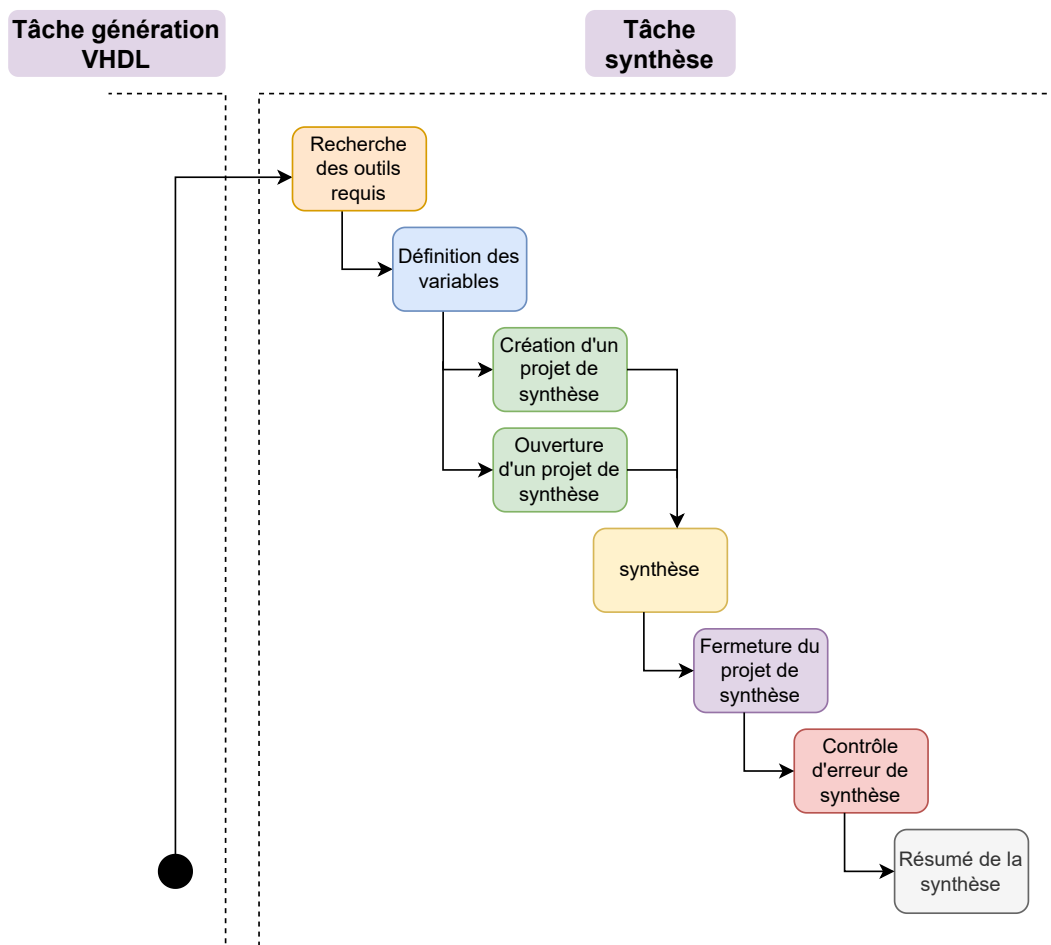 Tâche génération
VHDL
Tâche
synthèse
Recherche
des outils
requis
Définition des
variables
Création d'un
projet de
synthèse
Ouverture
d'un projet de
synthèse
synthèse
Fermeture du
projet de
synthèse
Contrôle
d'erreur de
synthèse
Résumé de la
synthèse